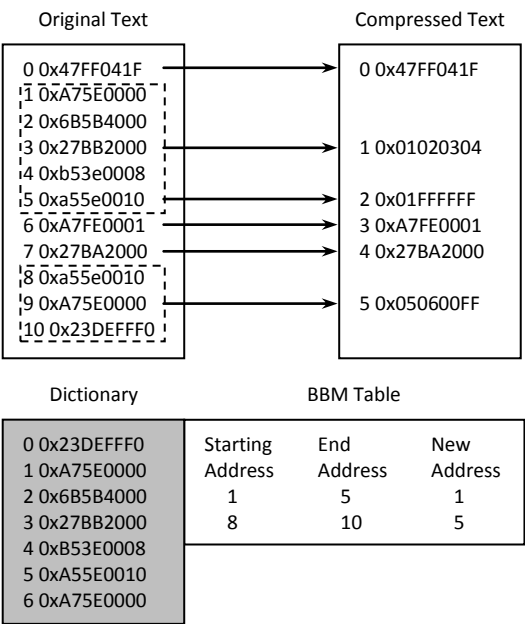 Original Text
Compressed Text
0 0x47FF041F
1 0xA75E0000
2 0x6B5B4000
3 0x27BB2000
4 0xb53e0008
5 0xa55e0010
6 0xA7FE0001
7 0x27BA2000
8 0xa55e0010
9 0xA75E0000
10 0x23DEFFF0
0 0x47FF041F
1 0x01020304
2 0x01FFFFFF
3 0xA7FE0001
4 0x27BA2000
5 0x050600FF
Dictionary
BBM Table
0 0x23DEFFF0
1 0xA75E0000
2 0x6B5B4000
3 0x27BB2000
4 0xB53E0008
5 0xA55E0010
6 0xA75E0000
Starting End New
Address Address Address
1 5 1
8 10 5